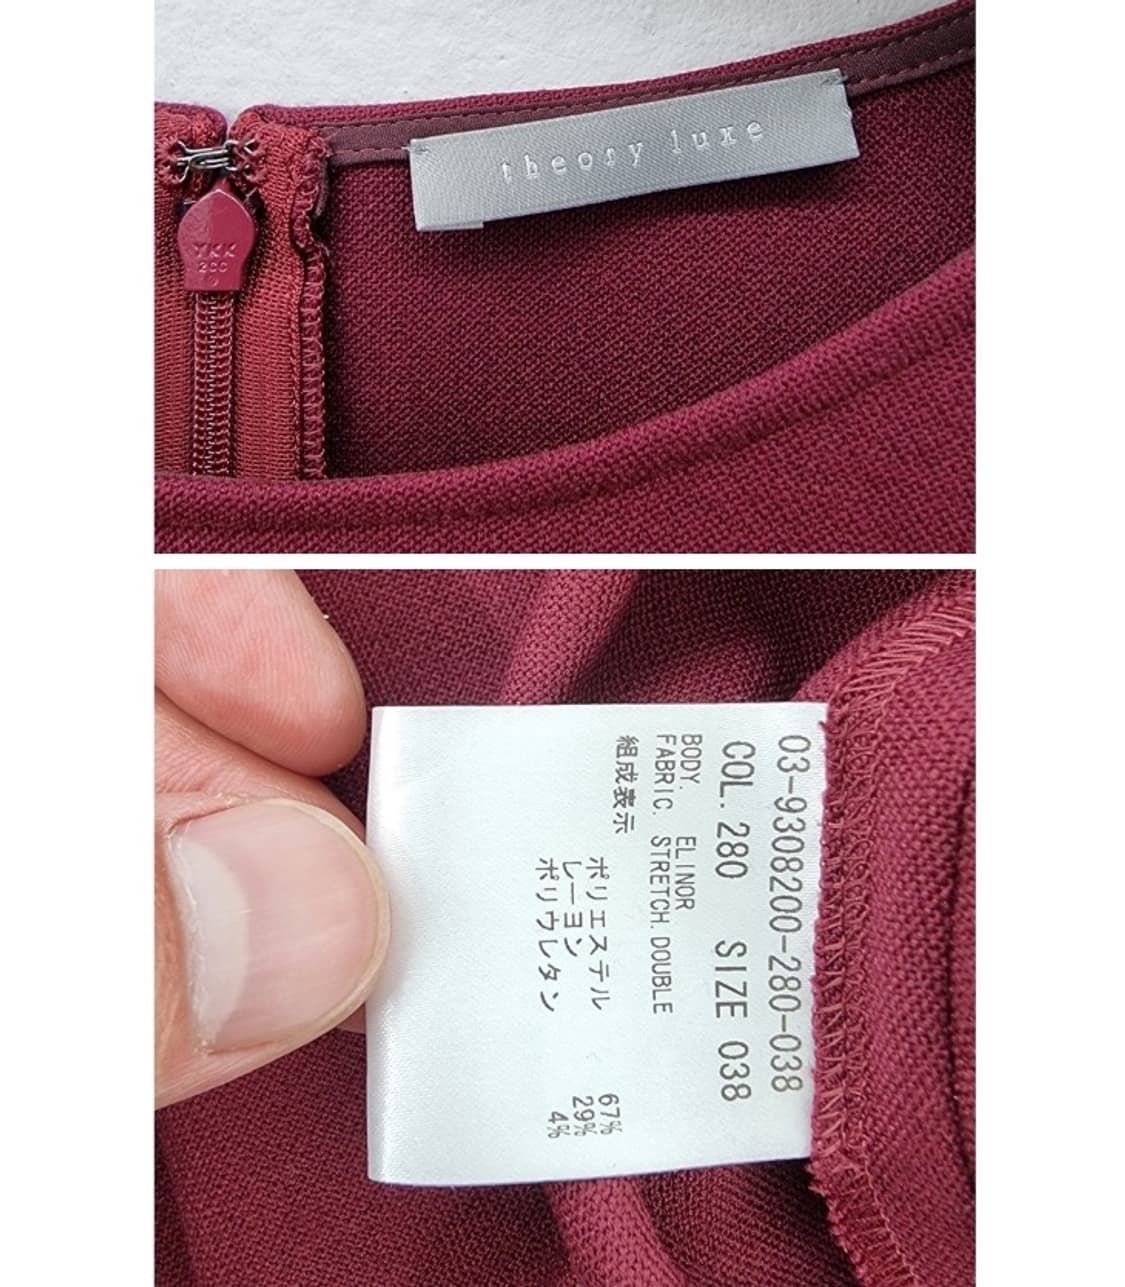 theory luxe
YKK
2CC
03-9308200-280-038
COL. 280 SIZE 038
BODY. ELINOR
FABRIC. STRETCH. DOUBLE
組成表示
ポリエステル 67%
レーヨン 29%
ポリウレタン 4%